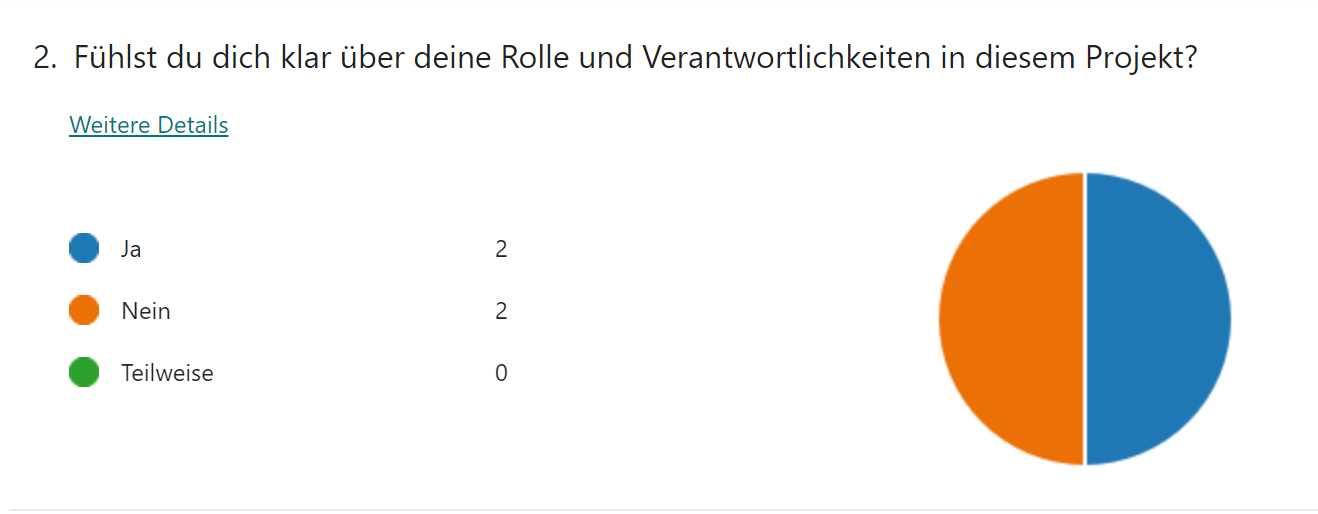 2. Fühlst du dich klar über deine Rolle und Verantwortlichkeiten in diesem Projekt?
Weitere Details
Ja 2
Nein 2
Teilweise 0